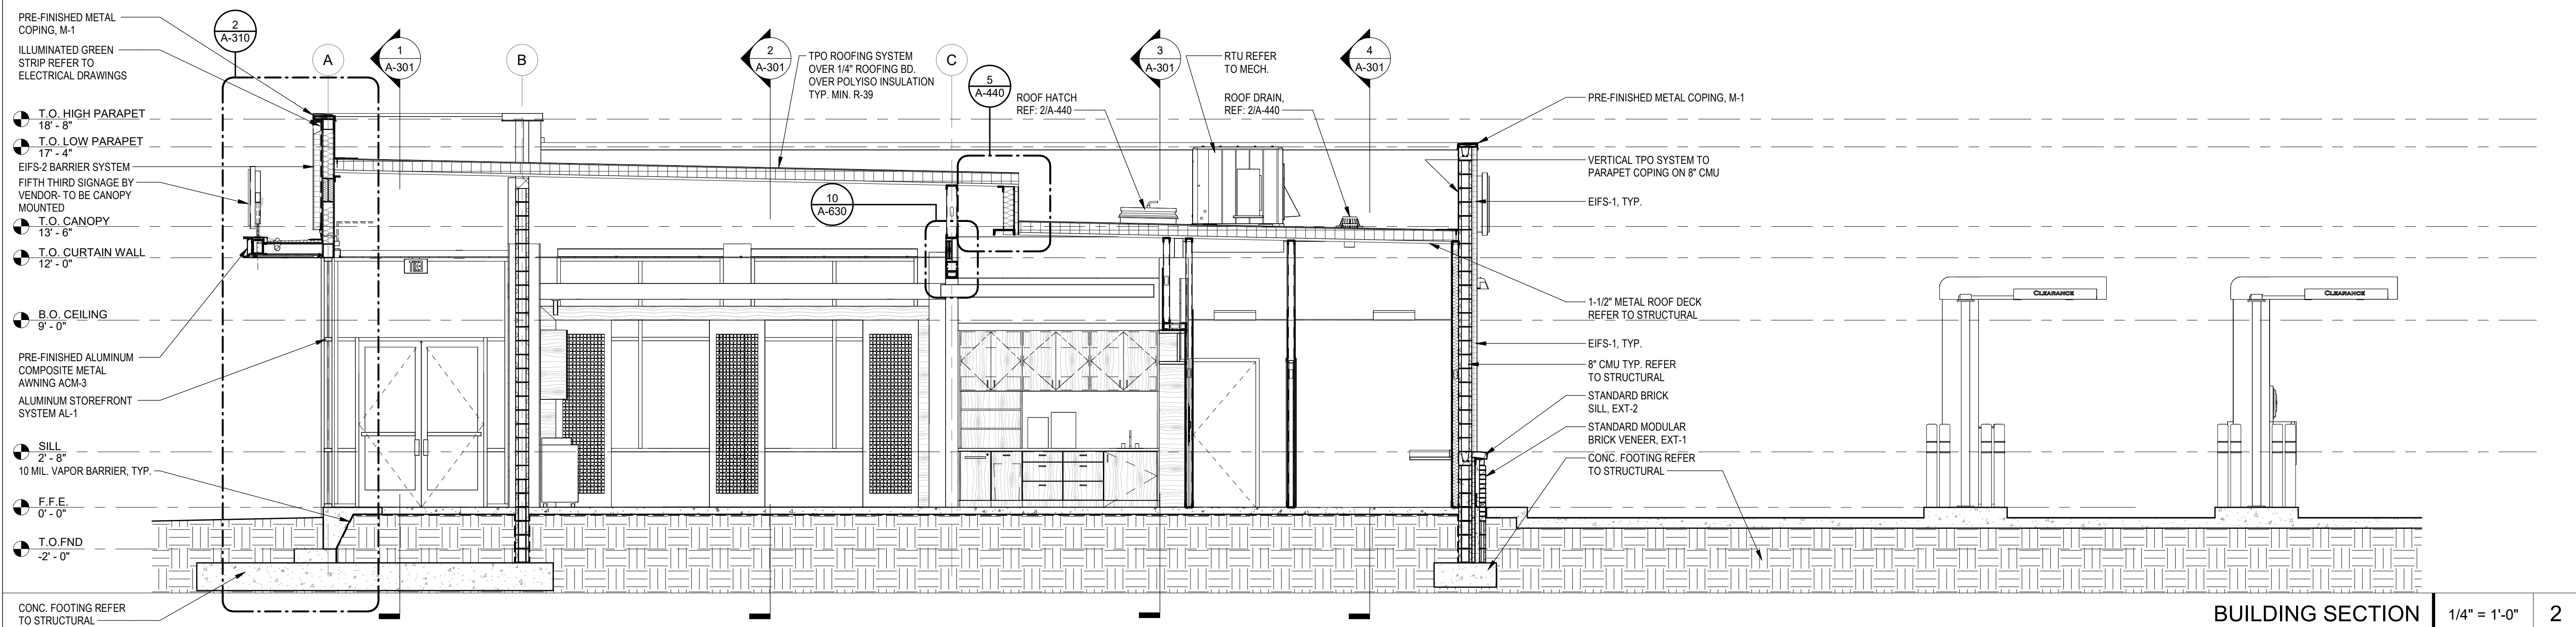 PRE-FINISHED METAL
COPING, M-1
ILLUMINATED GREEN
STRIP REFER TO
ELECTRICAL DRAWINGS
T.O. HIGH PARAPET
18' - 8"
T.O. LOW PARAPET
17' - 4"
EIFS-2 BARRIER SYSTEM
FIFTH THIRD SIGNAGE BY
VENDOR- TO BE CANOPY
MOUNTED
T.O. CANOPY
13' - 6"
T.O. CURTAIN WALL
12' - 0"
B.O. CEILING
9' - 0"
PRE-FINISHED ALUMINUM
COMPOSITE METAL
AWNING ACM-3
ALUMINUM STOREFRONT
SYSTEM AL-1
SILL
2' - 8"
10 MIL. VAPOR BARRIER, TYP.
F.F.E.
0' - 0"
T.O.FND
-2' - 0"
CONC. FOOTING REFER
TO STRUCTURAL
2
A-310
A
1
A-301
B
2
A-301
TPO ROOFING SYSTEM
OVER 1/4" ROOFING BD.
OVER POLYISO INSULATION
TYP. MIN. R-39
C
5
A-440
10
A-630
ROOF HATCH
REF: 2/A-440
3
A-301
RTU REFER
TO MECH.
ROOF DRAIN,
REF: 2/A-440
4
A-301
PRE-FINISHED METAL COPING, M-1
VERTICAL TPO SYSTEM TO
PARAPET COPING ON 8" CMU
EIFS-1, TYP.
1-1/2" METAL ROOF DECK
REFER TO STRUCTURAL
EIFS-1, TYP.
8" CMU TYP. REFER
TO STRUCTURAL
STANDARD BRICK
SILL, EXT-2
STANDARD MODULAR
BRICK VENEER, EXT-1
CONC. FOOTING REFER
TO STRUCTURAL
CLEARANCE
CLEARANCE
BUILDING SECTION
1/4" = 1'-0"
2